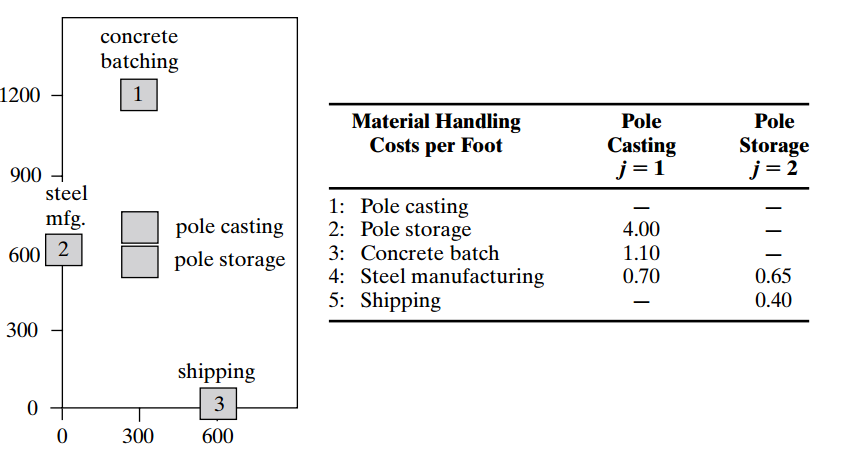 concrete
batching
1
1200
900
steel
mfg.
2
600
pole casting
pole storage
300
shipping
3
0
0 300 600
Material Handling Pole Pole
Costs per Foot Casting Storage
j = 1 j = 2
1: Pole casting — —
2: Pole storage 4.00 —
3: Concrete batch 1.10 —
4: Steel manufacturing 0.70 0.65
5: Shipping — 0.40